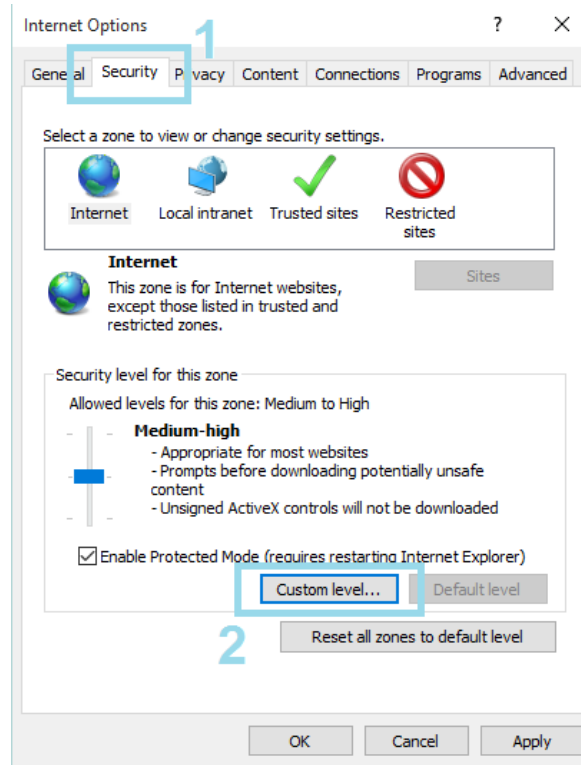 Internet Options ? ✕
1
General Security Privacy Content Connections Programs Advanced
Select a zone to view or change security settings.
Internet Local intranet Trusted sites Restricted sites
Internet
Sites
This zone is for Internet websites,
except those listed in trusted and
restricted zones.
Security level for this zone
Allowed levels for this zone: Medium to High
Medium-high
- Appropriate for most websites
- Prompts before downloading potentially unsafe
content
- Unsigned ActiveX controls will not be downloaded
Enable Protected Mode (requires restarting Internet Explorer)
Custom level... Default level
2
Reset all zones to default level
OK Cancel Apply